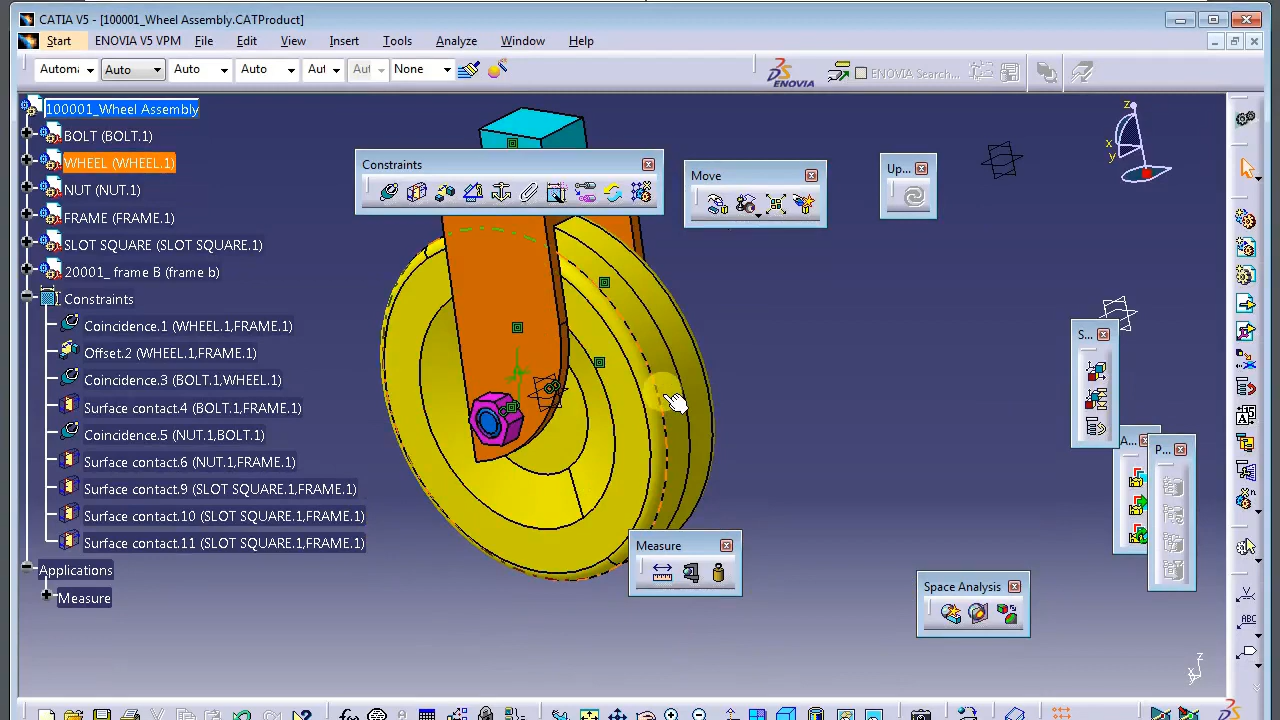 CATIA V5 - [100001_Wheel Assembly.CATProduct]
Start ENOVIA V5 VPM File Edit View Insert Tools Analyze Window Help
Automa Auto Auto Auto Aut Aut None
ENOVIA
ENOVIA Search...
100001_Wheel Assembly
BOLT (BOLT.1)
WHEEL (WHEEL.1)
NUT (NUT.1)
FRAME (FRAME.1)
SLOT SQUARE (SLOT SQUARE.1)
20001_ frame B (frame b)
Constraints
Coincidence.1 (WHEEL.1,FRAME.1)
Offset.2 (WHEEL.1,FRAME.1)
Coincidence.3 (BOLT.1,WHEEL.1)
Surface contact.4 (BOLT.1,FRAME.1)
Coincidence.5 (NUT.1,BOLT.1)
Surface contact.6 (NUT.1,FRAME.1)
Surface contact.9 (SLOT SQUARE.1,FRAME.1)
Surface contact.10 (SLOT SQUARE.1,FRAME.1)
Surface contact.11 (SLOT SQUARE.1,FRAME.1)
Applications
Measure
Constraints
Move
Up...
z
x
y
S...
A...
P...
Measure
Space Analysis
ABC
z
y
f(x)